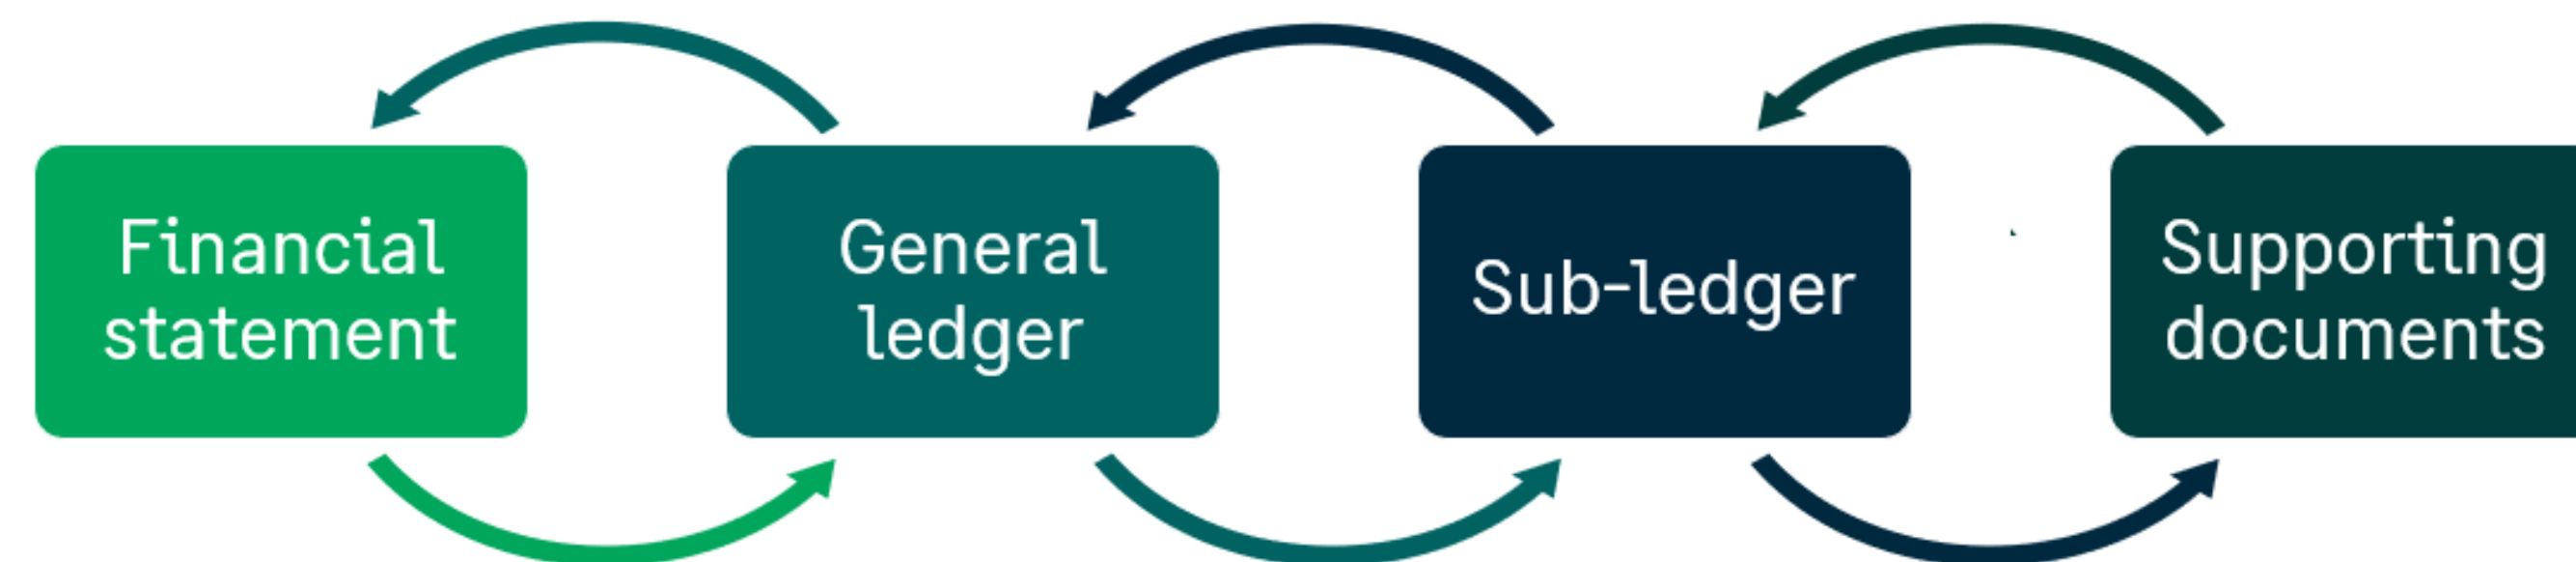 Financial
statement
General
ledger
Sub-ledger
Supporting
documents